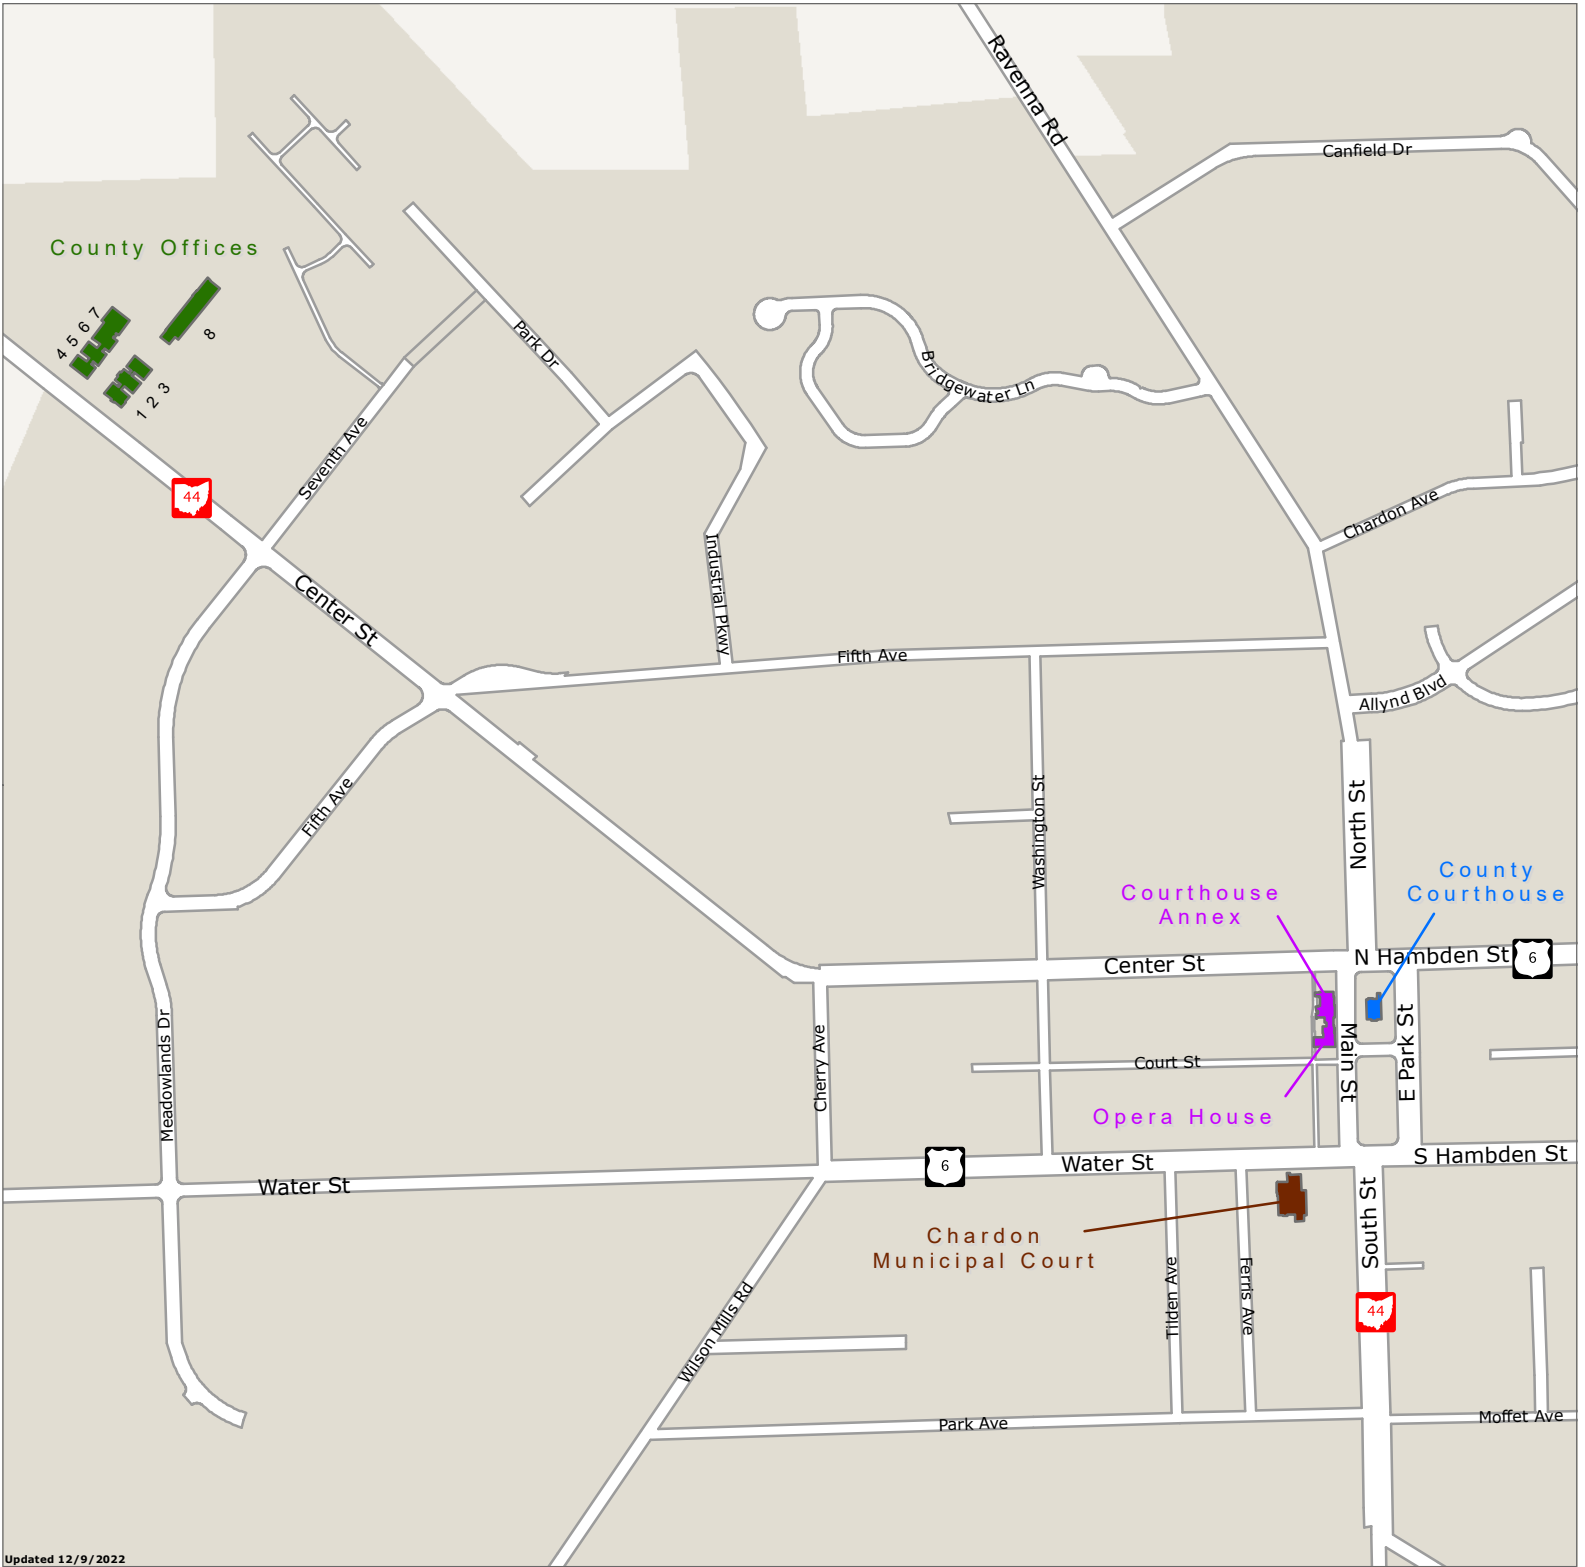 Ravenna Rd
Canfield Dr
County Offices
4 5 6 7
8
1 2 3
Park Dr
Bridgewater Ln
Seventh Ave
44
Chardon Ave
Center St
Industrial Pkwy
Fifth Ave
Allynd Blvd
Fifth Ave
Washington St
North St
County
Courthouse
Courthouse
Annex
Center St
N Hambden St
6
Meadowlands Dr
Cherry Ave
Court St
Main St
E Park St
Opera House
Water St
6
Water St
S Hambden St
Chardon
Municipal Court
South St
Tilden Ave
Ferris Ave
44
Wilson Mills Rd
Park Ave
Moffet Ave
Updated 12/9/2022